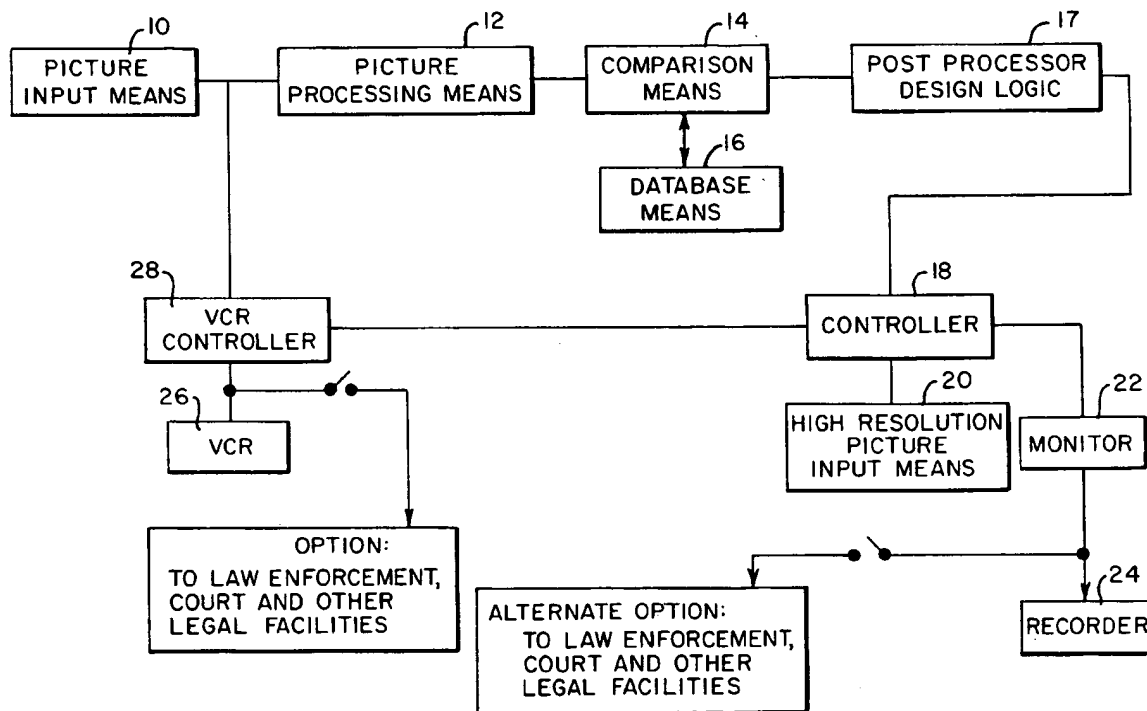 10
PICTURE
INPUT MEANS
12
PICTURE
PROCESSING MEANS
14
COMPARISON
MEANS
17
POST PROCESSOR
DESIGN LOGIC
16
DATABASE
MEANS
28
VCR
CONTROLLER
18
CONTROLLER
26
VCR
20
HIGH RESOLUTION
PICTURE
INPUT MEANS
22
MONITOR
OPTION:
TO LAW ENFORCEMENT,
COURT AND OTHER
LEGAL FACILITIES
ALTERNATE OPTION:
TO LAW ENFORCEMENT,
COURT AND OTHER
LEGAL FACILITIES
24
RECORDER